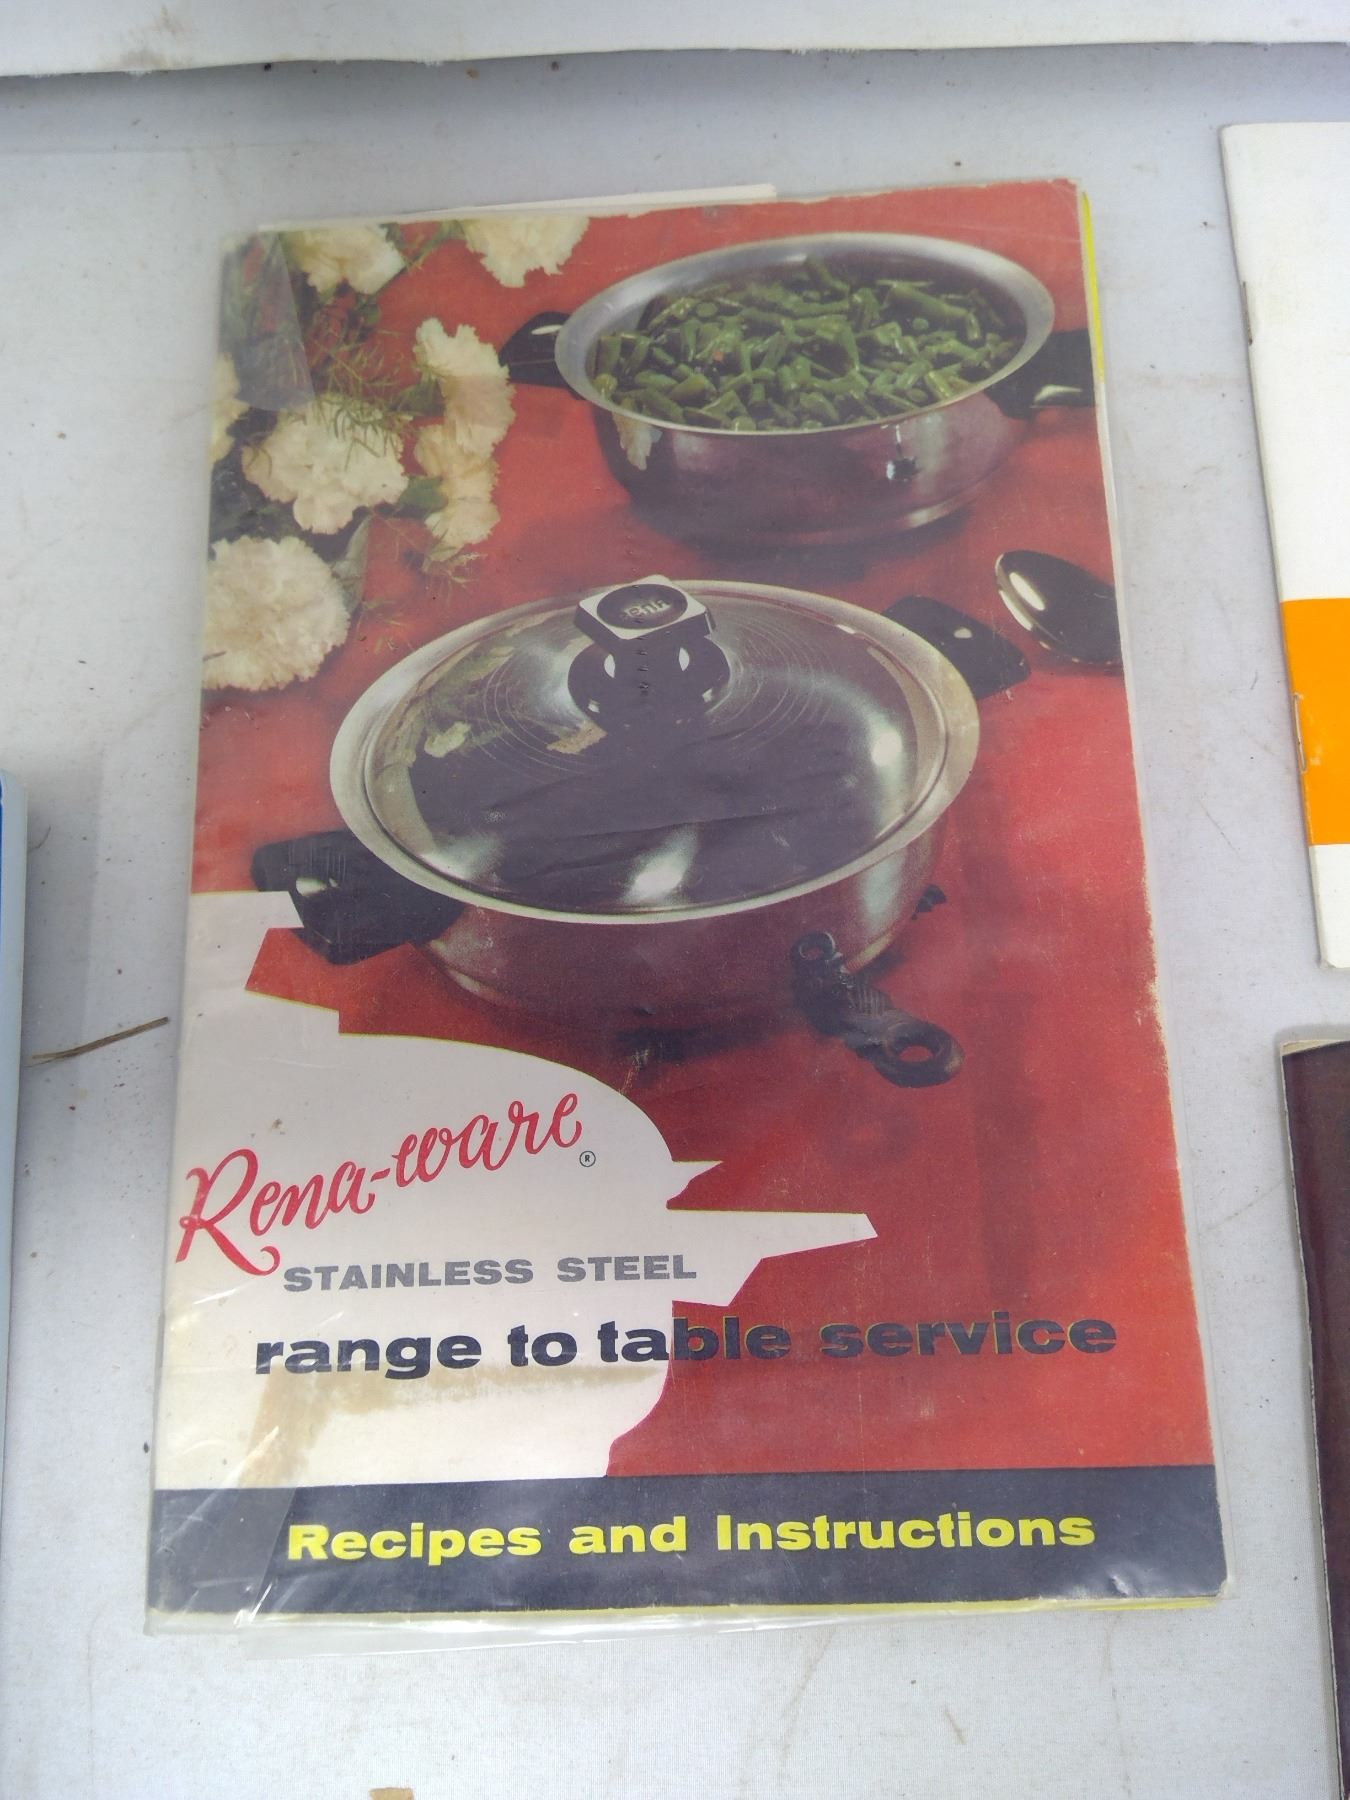 Rena-ware ®
STAINLESS STEEL
range to table service
Recipes and Instructions